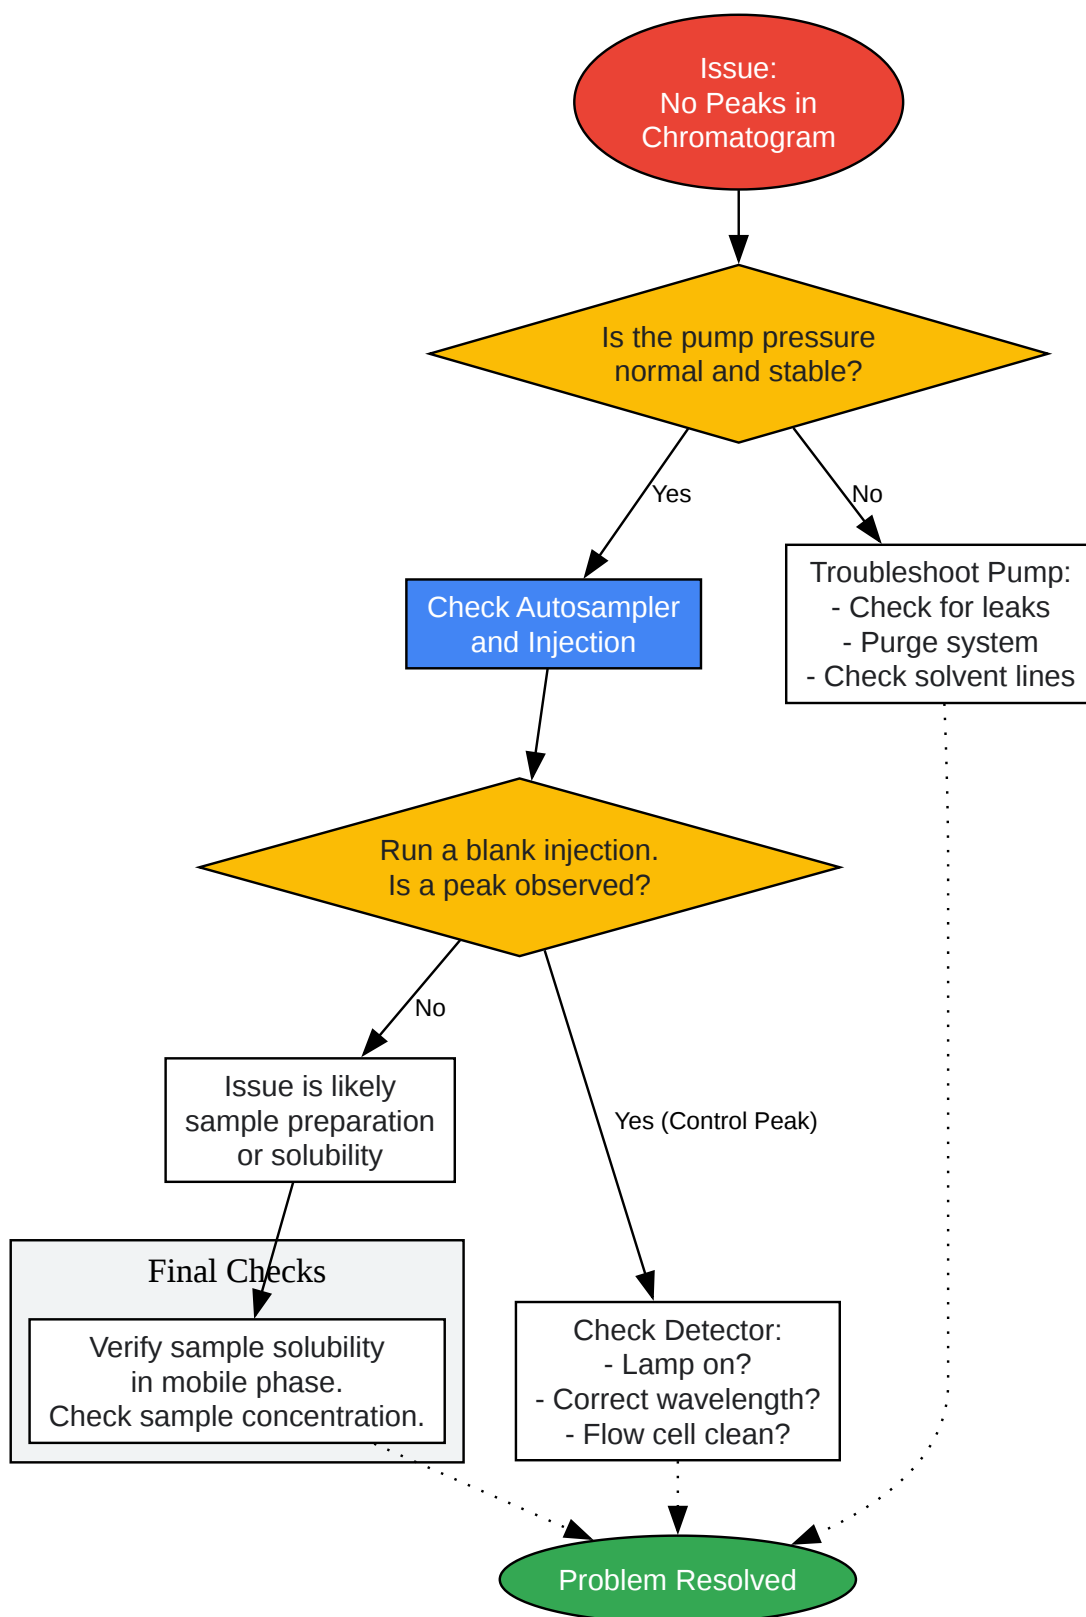 Issue:
No Peaks in
Chromatogram
Is the pump pressure
normal and stable?
Yes
No
Check Autosampler
and Injection
Troubleshoot Pump:
- Check for leaks
- Purge system
- Check solvent lines
Run a blank injection.
Is a peak observed?
No
Yes (Control Peak)
Issue is likely
sample preparation
or solubility
Final Checks
Verify sample solubility
in mobile phase.
Check sample concentration.
Check Detector:
- Lamp on?
- Correct wavelength?
- Flow cell clean?
Problem Resolved